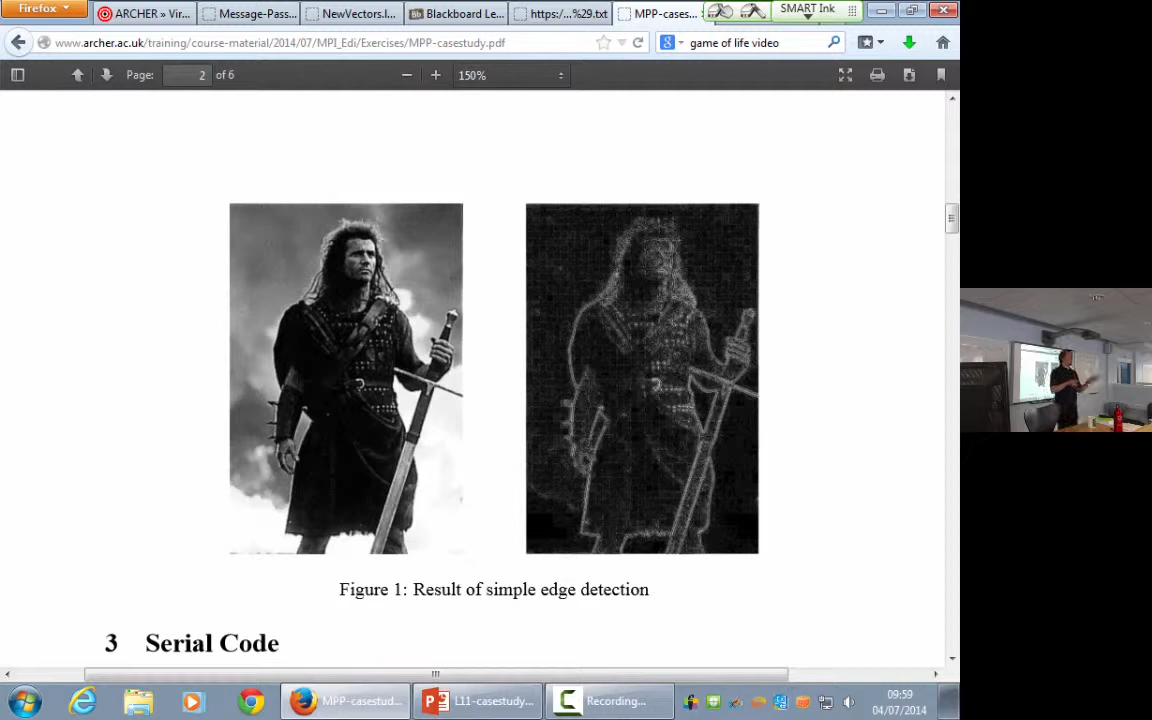 Firefox
ARCHER » Vir...
Message-Pass...
NewVectors.l...
Blackboard Le...
https:/...%29.txt
MPP-cases...
SMART Ink
www.archer.ac.uk/training/course-material/2014/07/MPI_Edi/Exercises/MPP-casestudy.pdf
game of life video
Page:
2
of 6
150%
Figure 1: Result of simple edge detection
3 Serial Code
MPP-casestud...
L11-casestudy...
Recording...
09:59
04/07/2014